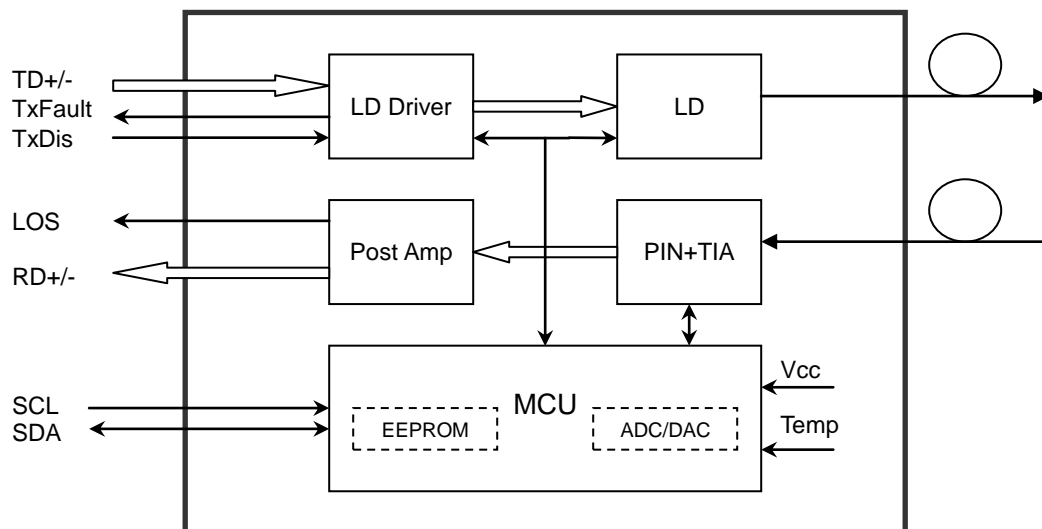 TD+/-
TxFault
TxDis
LD Driver
LD
LOS
RD+/-
Post Amp
PIN+TIA
SCL
SDA
MCU
EEPROM
ADC/DAC
Vcc
Temp